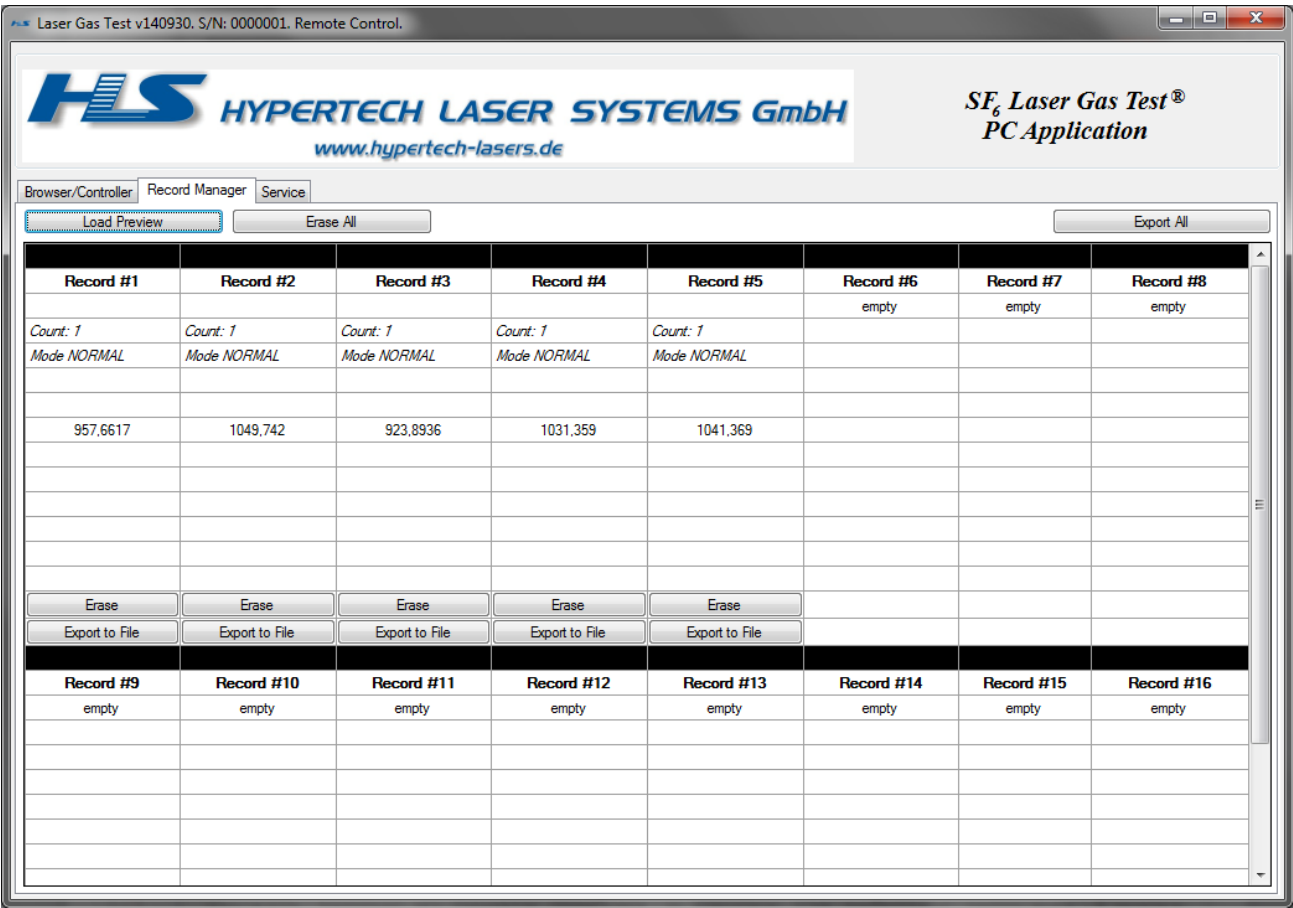 HLS Laser Gas Test v140930. S/N: 0000001. Remote Control.
HLS HYPERTECH LASER SYSTEMS GmbH
www.hypertech-lasers.de
SF6 Laser Gas Test®
PC Application
Browser/Controller Record Manager Service
Load Preview Erase All Export All
Record #1 Record #2 Record #3 Record #4 Record #5 Record #6 Record #7 Record #8
empty empty empty
Count: 1 Count: 1 Count: 1 Count: 1 Count: 1
Mode NORMAL Mode NORMAL Mode NORMAL Mode NORMAL Mode NORMAL
957,6617 1049,742 923,8936 1031,359 1041,369
Erase Erase Erase Erase Erase
Export to File Export to File Export to File Export to File Export to File
Record #9 Record #10 Record #11 Record #12 Record #13 Record #14 Record #15 Record #16
empty empty empty empty empty empty empty empty